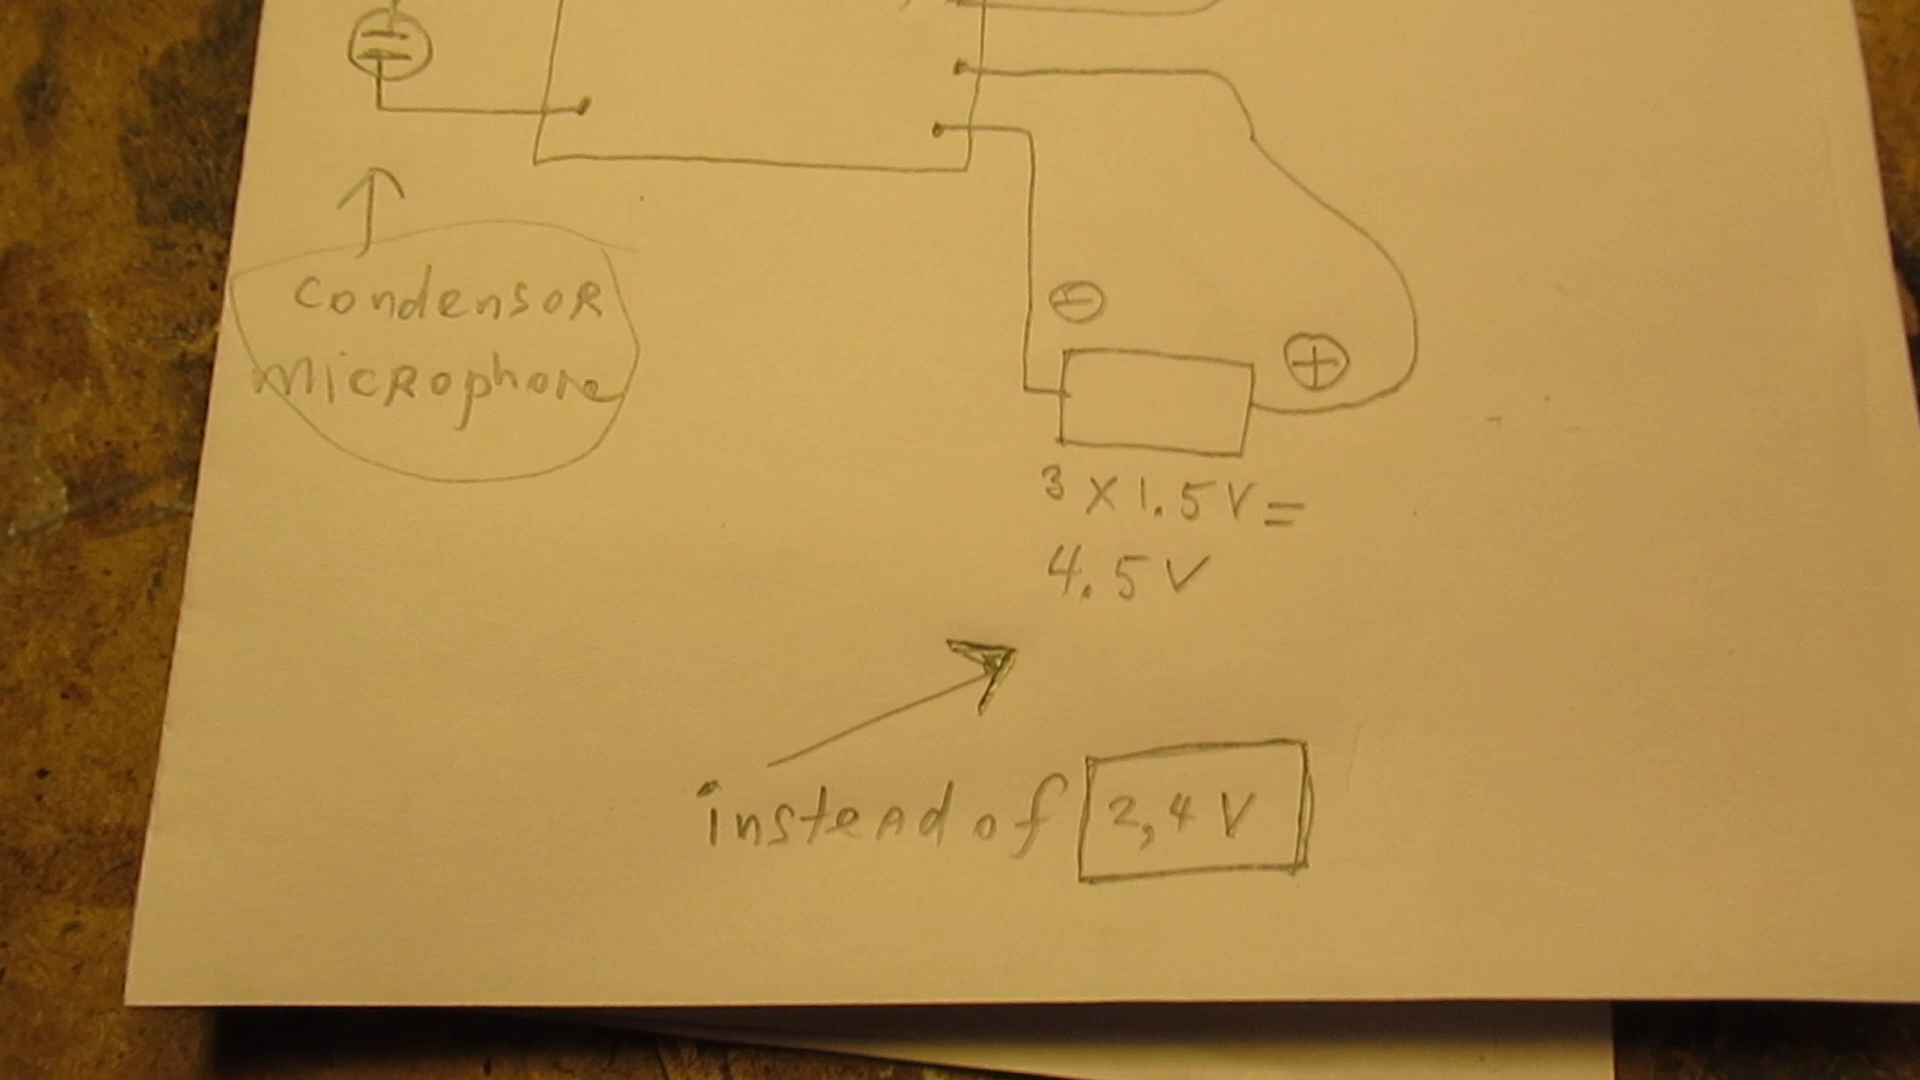 condensor
microphone
⊖
⊕
3 X 1.5 V =
4.5 V
instead of 2,4 V